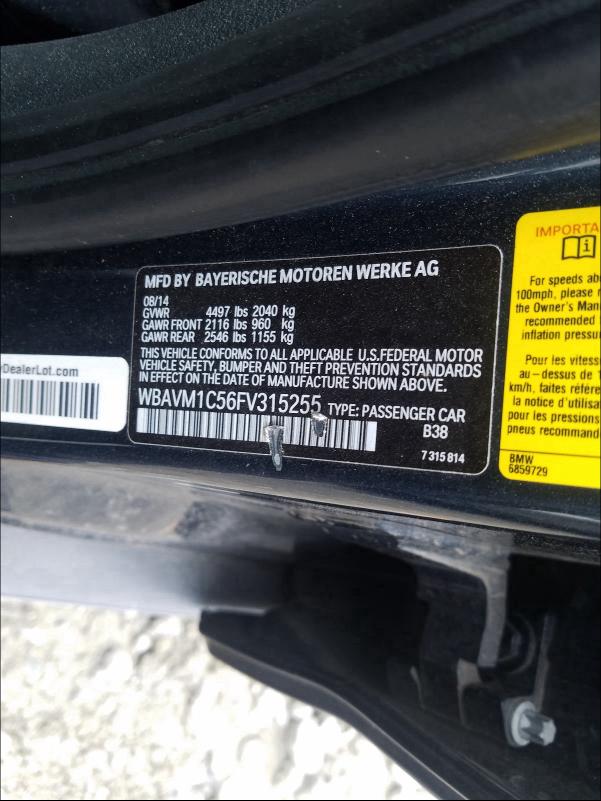 MFD BY BAYERISCHE MOTOREN WERKE AG
08/14
GVWR 4497 lbs 2040 kg
GAWR FRONT 2116 lbs 960 kg
GAWR REAR 2546 lbs 1155 kg
THIS VEHICLE CONFORMS TO ALL APPLICABLE U.S.FEDERAL MOTOR
VEHICLE SAFETY, BUMPER AND THEFT PREVENTION STANDARDS
IN EFFECT ON THE DATE OF MANUFACTURE SHOWN ABOVE.
WBAVM1C56FV315255 TYPE: PASSENGER CAR
B38
7 315 814
yDealerLot.com
IMPORTA
For speeds abo
100mph, please r
the Owner's Man
recommended
inflation pressu
Pour les vitess
au-dessus de 1
km/h, faites référ
la notice d'utilisa
pour les pressions
pneus recommand
BMW
6859729